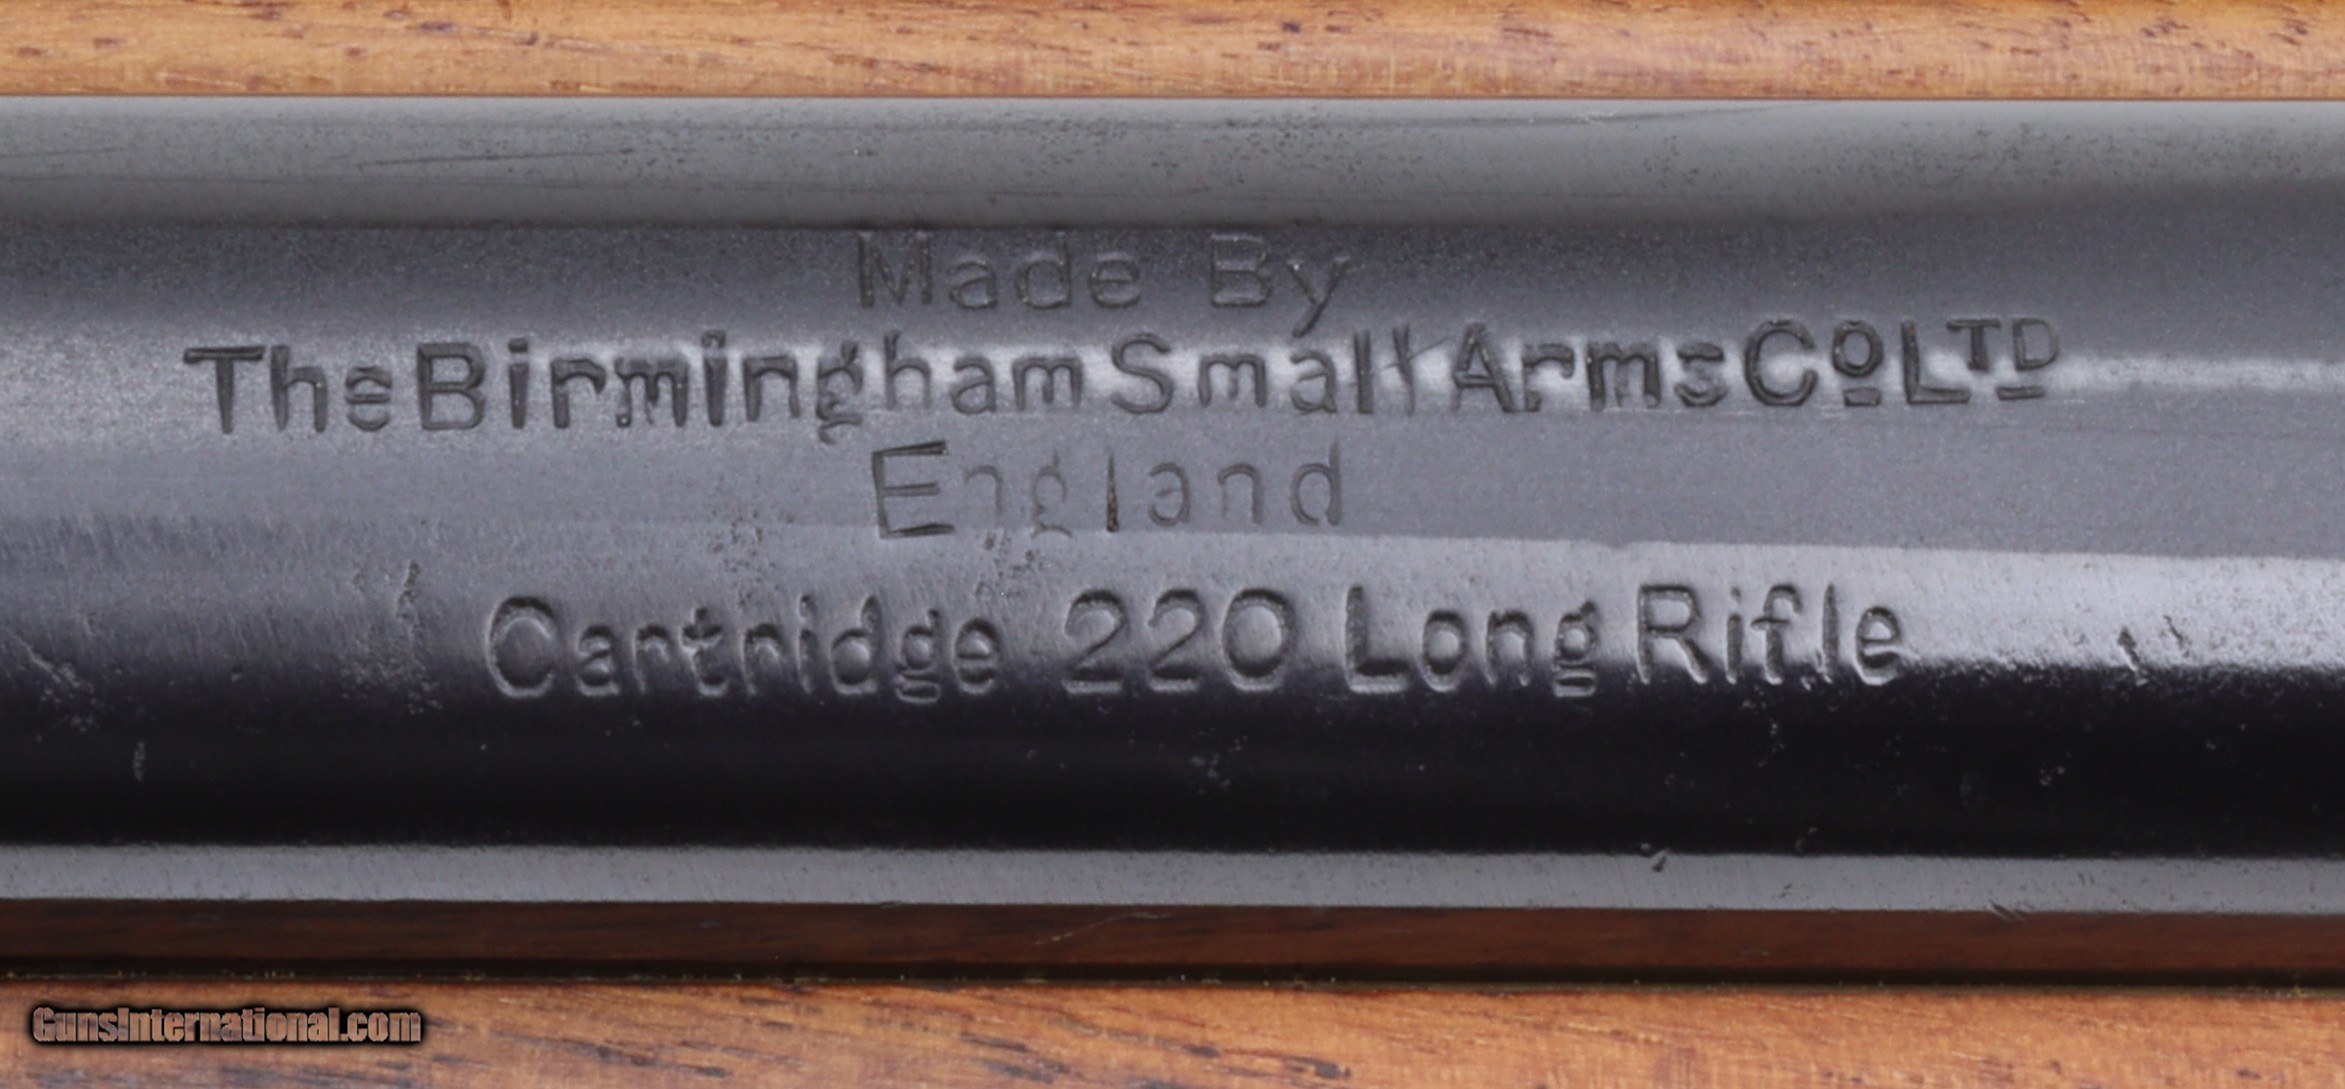 Made By
The Birmingham Small Arms Co LTD
England
Cartridge 220 Long Rifle
GunsInternational.com